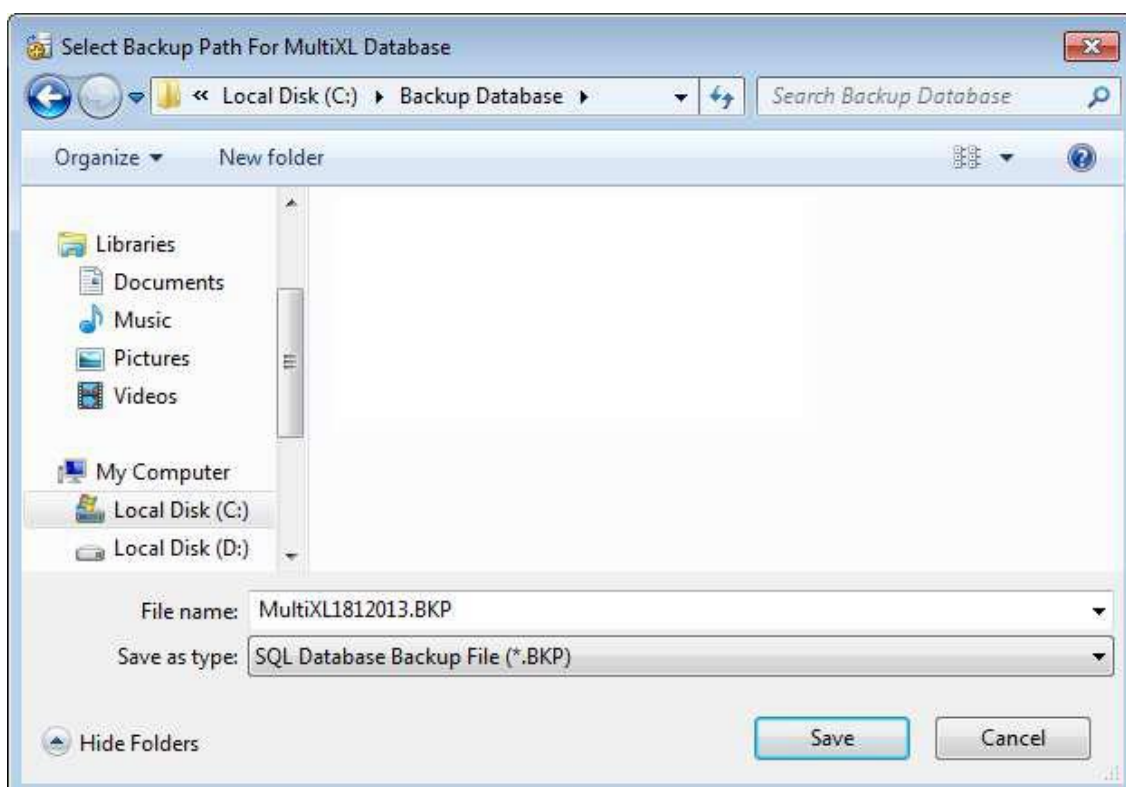 Select Backup Path For MultiXL Database
« Local Disk (C:) ▸ Backup Database ▸ Search Backup Database
Organize New folder
Libraries
Documents
Music
Pictures
Videos
My Computer
Local Disk (C:)
Local Disk (D:)
File name: MultiXL1812013.BKP
Save as type: SQL Database Backup File (*.BKP)
Hide Folders Save Cancel